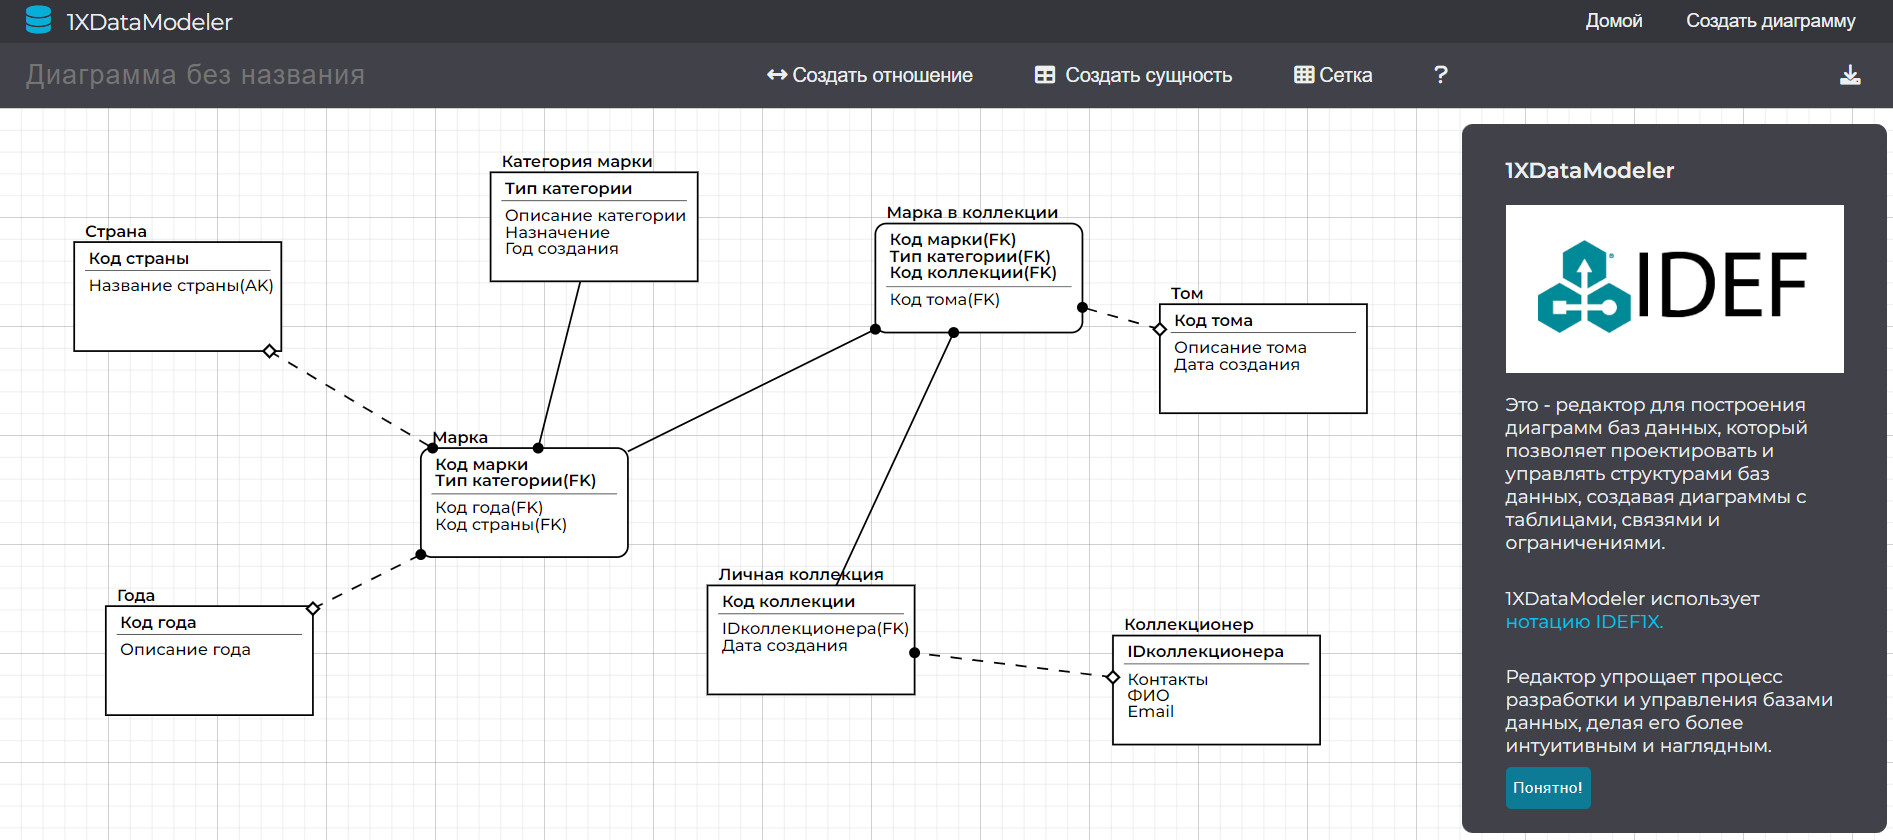 1XDataModeler
Домой
Создать диаграмму
Диаграмма без названия
Создать отношение
Создать сущность
Сетка
?
Категория марки
Тип категории
Описание категории
Назначение
Год создания
Страна
Код страны
Название страны(AK)
Марка в коллекции
Код марки(FK)
Тип категории(FK)
Код коллекции(FK)
Код тома(FK)
Том
Код тома
Описание тома
Дата создания
Марка
Код марки
Тип категории(FK)
Код года(FK)
Код страны(FK)
Года
Код года
Описание года
Личная коллекция
Код коллекции
IDколлекционера(FK)
Дата создания
Коллекционер
IDколлекционера
Контакты
ФИО
Email
1XDataModeler
IDEF
Это - редактор для построения
диаграмм баз данных, который
позволяет проектировать и
управлять структурами баз
данных, создавая диаграммы с
таблицами, связями и
ограничениями.
1XDataModeler использует
нотацию IDEF1X.
Редактор упрощает процесс
разработки и управления базами
данных, делая его более
интуитивным и наглядным.
Понятно!